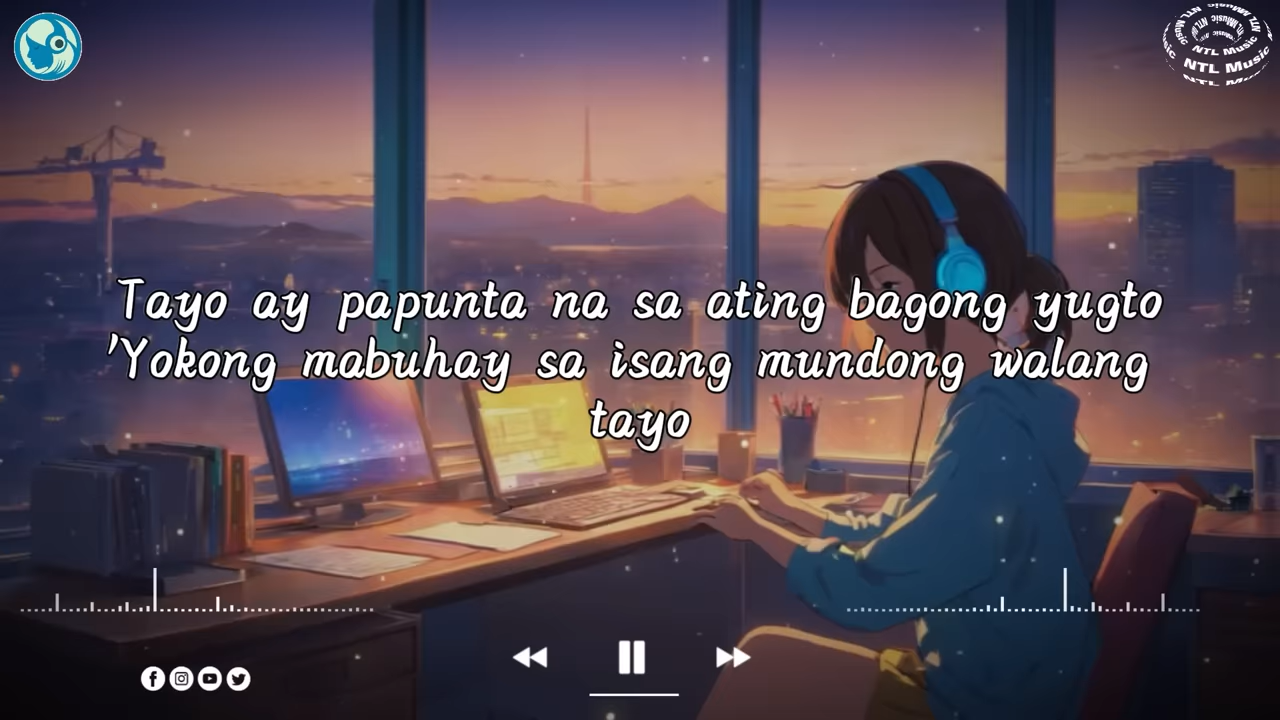 NTL Music
Tayo ay papunta na sa ating bagong yugto
'Yokong mabuhay sa isang mundong walang
tayo